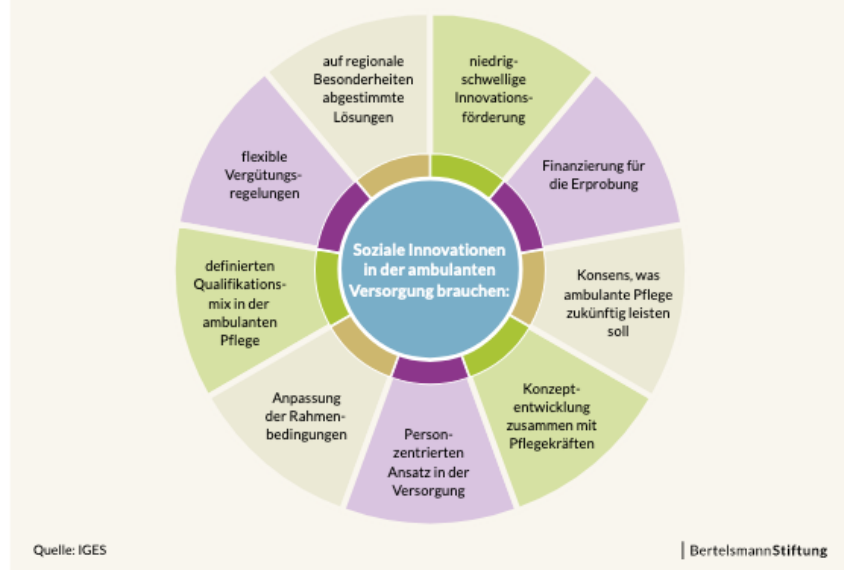 Soziale Innovationen
in der ambulanten
Versorgung brauchen:
niedrig-
schwellige
Innovations-
förderung
Finanzierung für
die Erprobung
Konsens, was
ambulante Pflege
zukünftig leisten
soll
Konzept-
entwicklung
zusammen mit
Pflegekräften
Person-
zentrierten
Ansatz in der
Versorgung
Anpassung
der Rahmen-
bedingungen
definierten
Qualifikations-
mix in der
ambulanten
Pflege
flexible
Vergütungs-
regelungen
auf regionale
Besonderheiten
abgestimmte
Lösungen
Quelle: IGES
BertelsmannStiftung